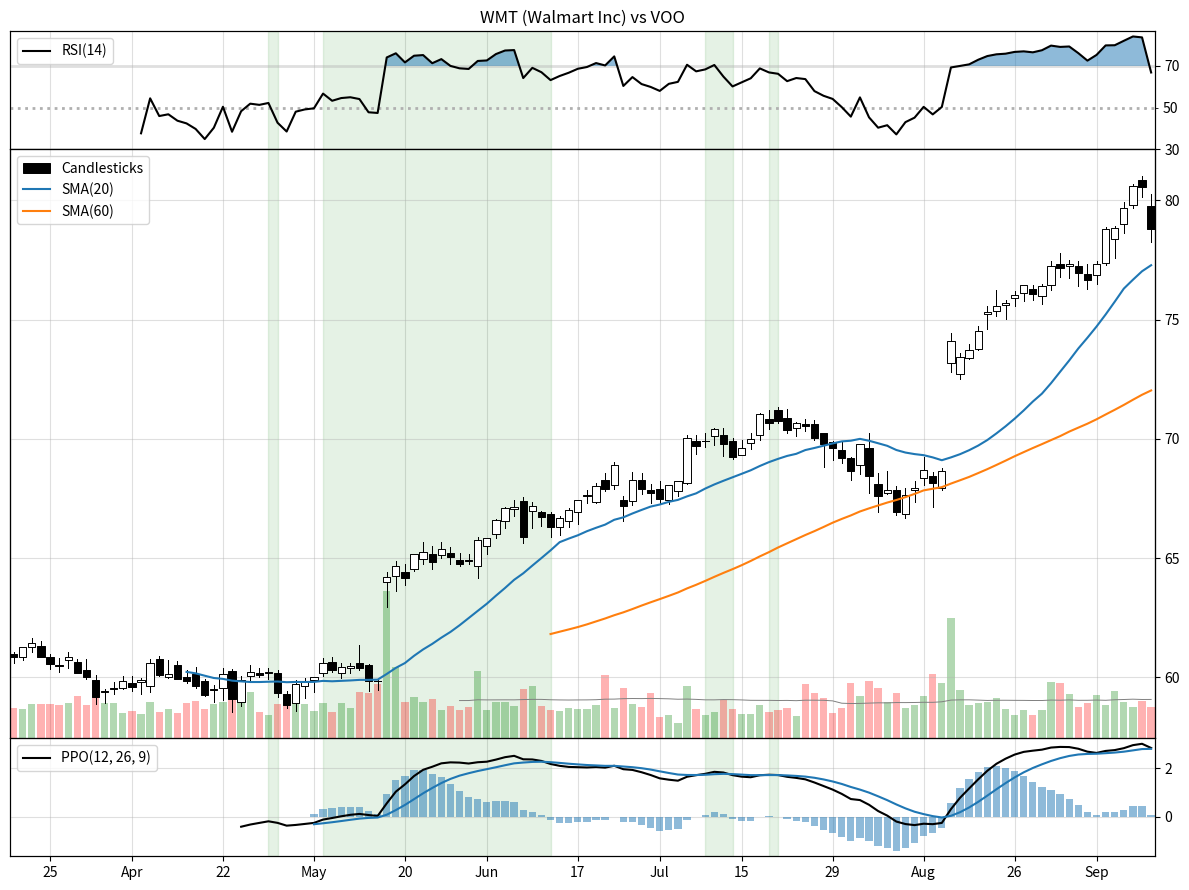 WMT (Walmart Inc) vs VOO
RSI(14)
70
50
30
Candlesticks
SMA(20)
SMA(60)
80
75
70
65
60
PPO(12, 26, 9)
2
0
25 Apr 22 May 20 Jun 17 Jul 15 29 Aug 26 Sep